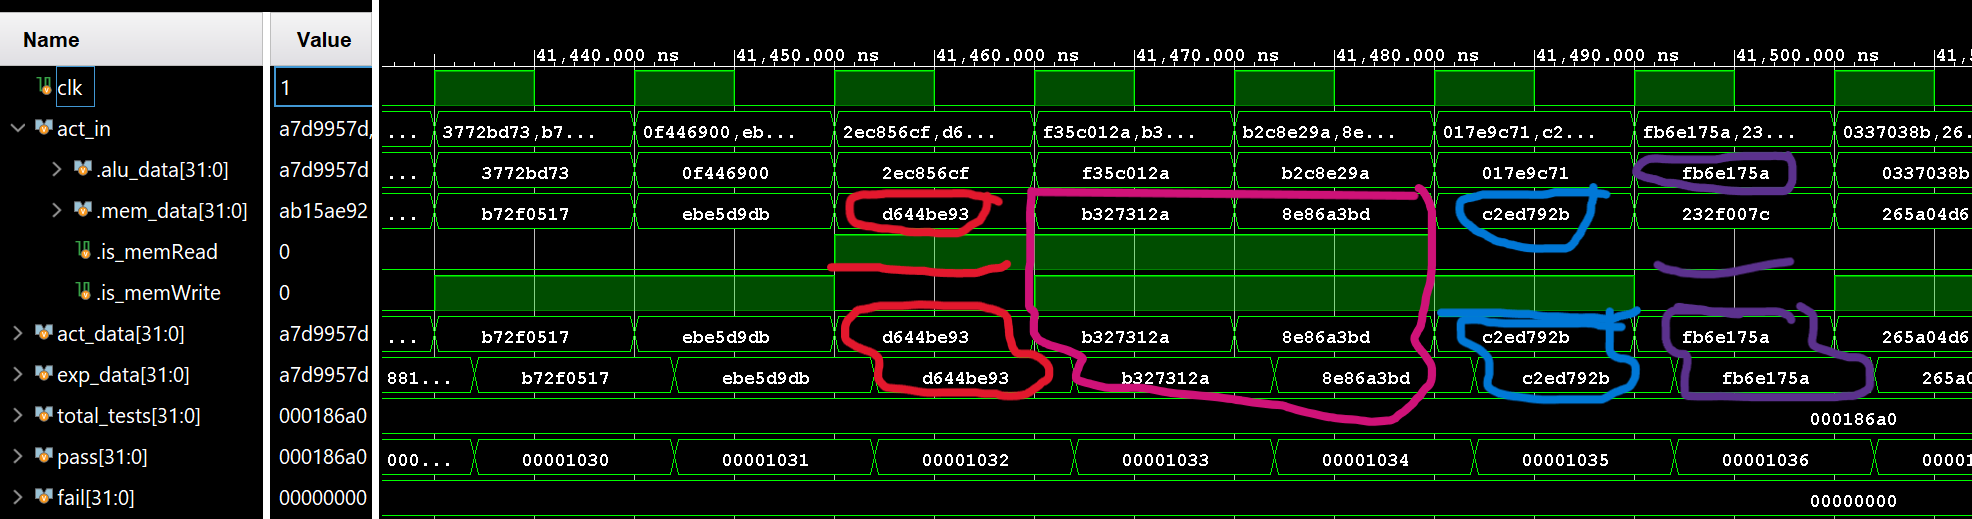 Name Value 41,440.000 ns 41,450.000 ns 41,460.000 ns 41,470.000 ns 41,480.000 ns 41,490.000 ns 41,500.000 ns 41,5
clk 1
act_in a7d9957d, ... 3772bd73,b7... 0f446900,eb... 2ec856cf,d6... f35c012a,b3... b2c8e29a,8e... 017e9c71,c2... fb6e175a,23... 0337038b,26.
.alu_data[31:0] a7d9957d ... 3772bd73 0f446900 2ec856cf f35c012a b2c8e29a 017e9c71 fb6e175a 0337038b
.mem_data[31:0] ab15ae92 ... b72f0517 ebe5d9db d644be93 b327312a 8e86a3bd c2ed792b 232f007c 265a04d6
.is_memRead 0
.is_memWrite 0
act_data[31:0] a7d9957d ... b72f0517 ebe5d9db d644be93 b327312a 8e86a3bd c2ed792b fb6e175a 265a04d6
exp_data[31:0] a7d9957d 881... b72f0517 ebe5d9db d644be93 b327312a 8e86a3bd c2ed792b fb6e175a 265a0
total_tests[31:0] 000186a0 000186a0
pass[31:0] 000186a0 000... 00001030 00001031 00001032 00001033 00001034 00001035 00001036 00001
fail[31:0] 00000000 00000000